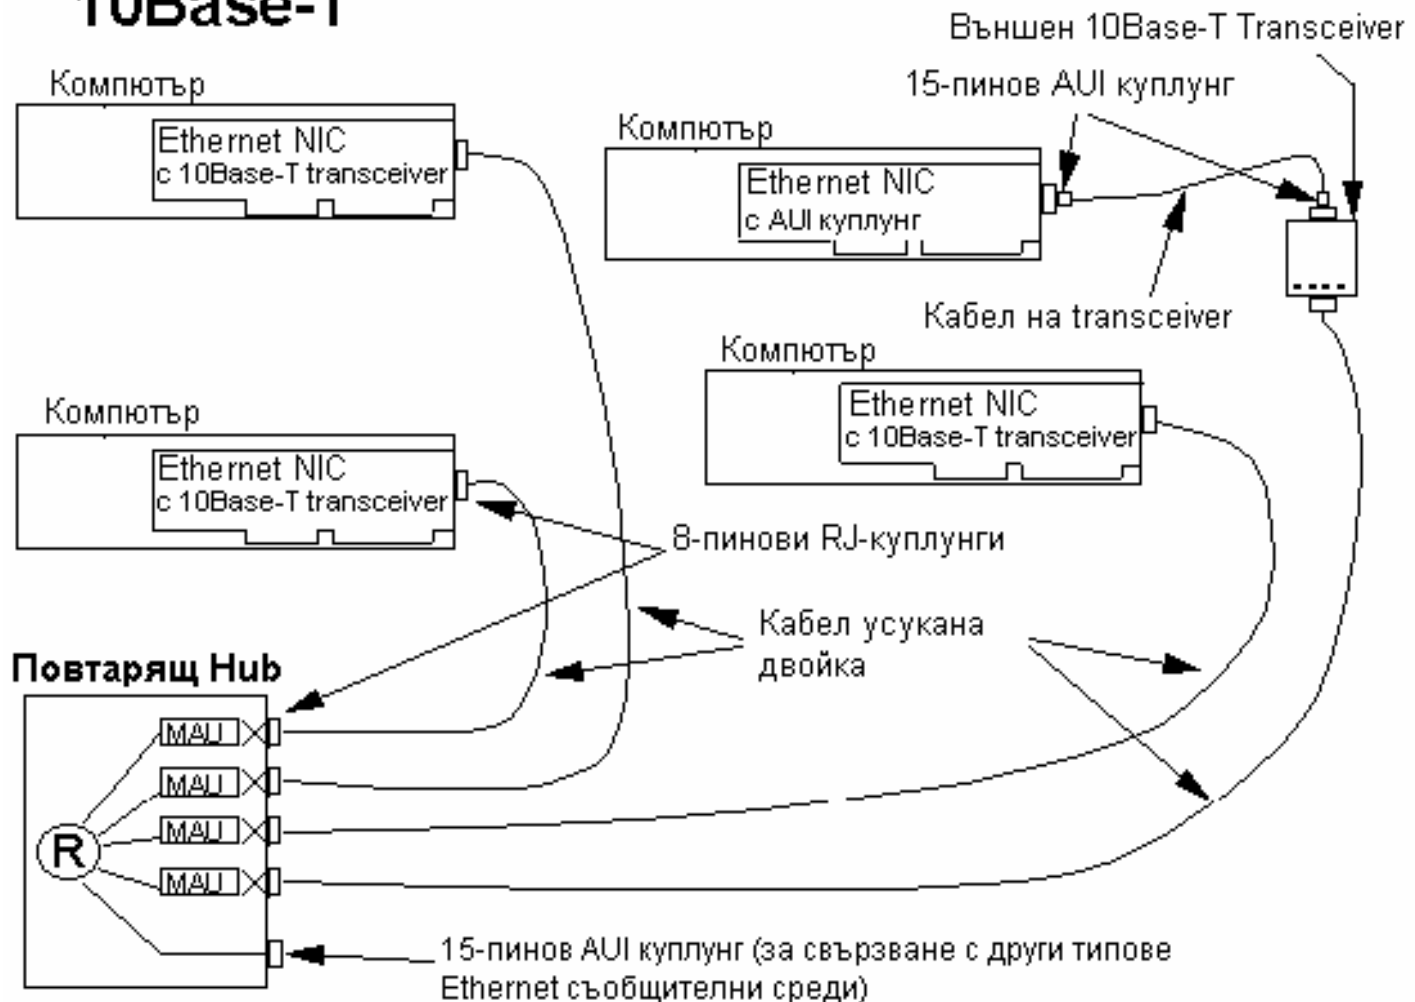 10Base-T
Външен 10Base-T Transceiver
15-пинов AUI куплунг
Компютър
Ethernet NIC
с 10Base-T transceiver
Компютър
Ethernet NIC
с AUI куплунг
Кабел на transceiver
Компютър
Ethernet NIC
с 10Base-T transceiver
Компютър
Ethernet NIC
с 10Base-T transceiver
8-пинови RJ-куплунги
Кабел усукана
двойка
Повтарящ Hub
MAU
MAU
MAU
MAU
R
15-пинов AUI куплунг (за свързване с други типове
Ethernet съобщителни среди)